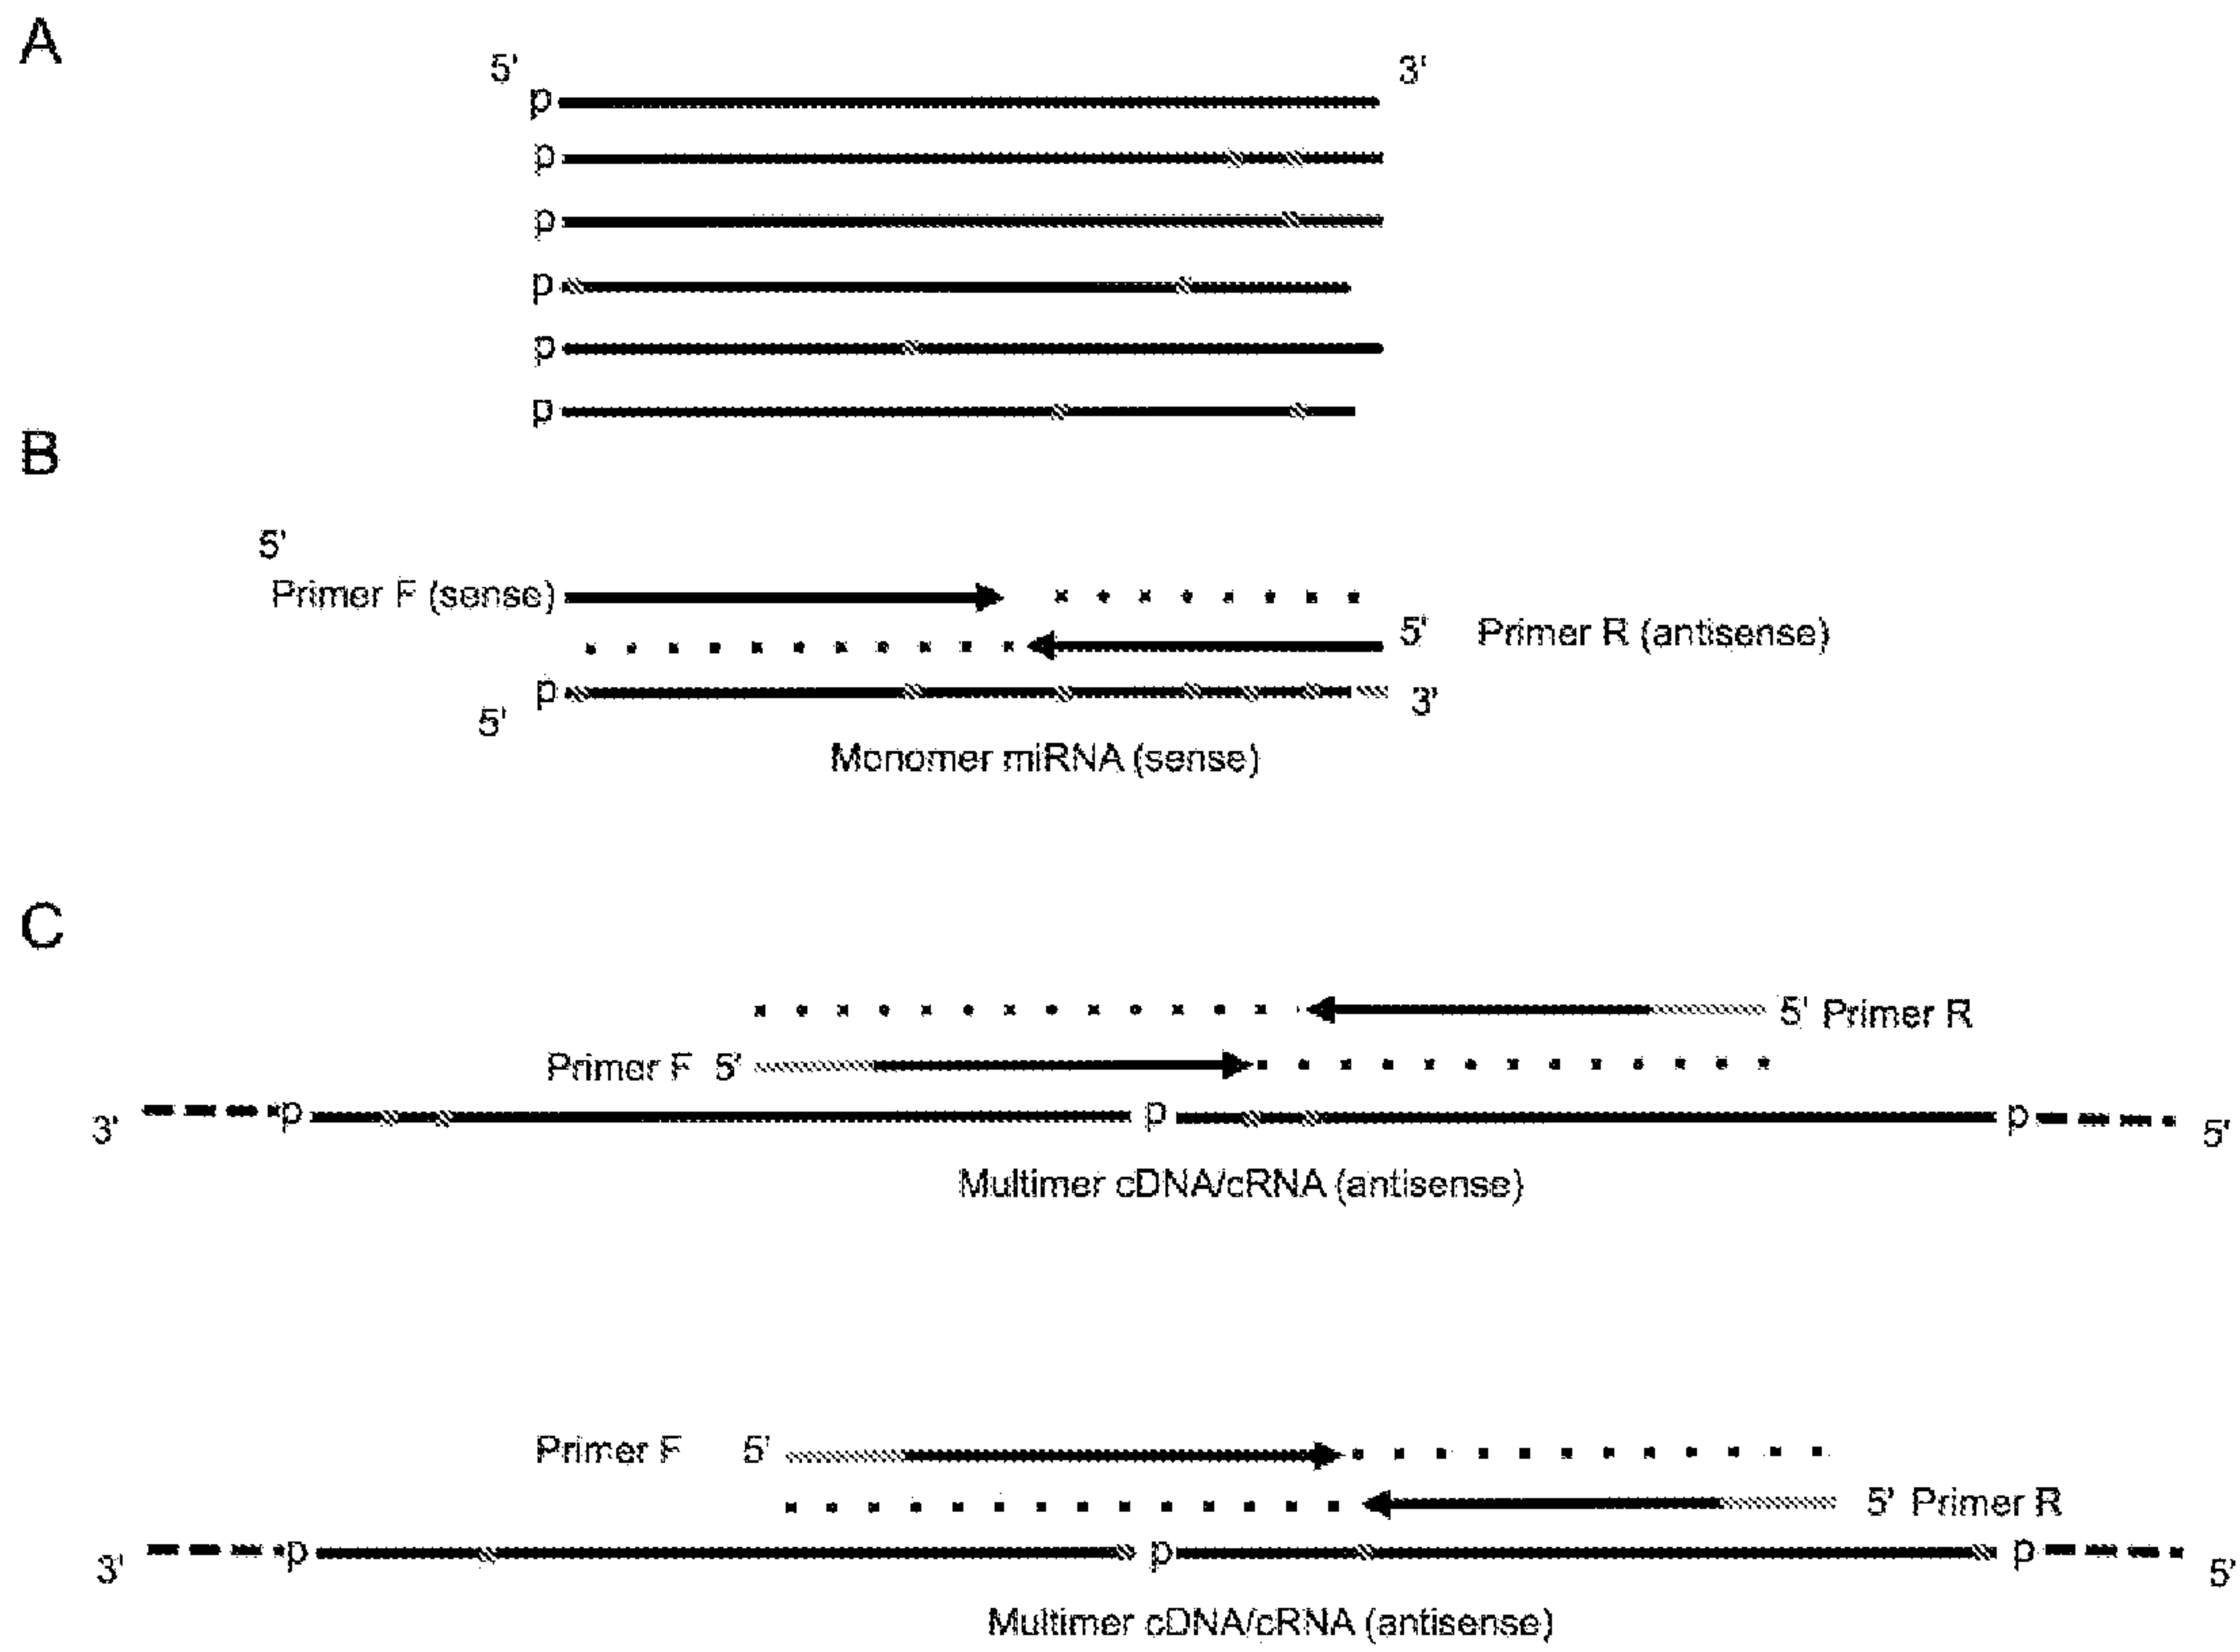 A
5' 3'
p
p
p
p
p
p
B
5'
Primer F (sense)
5' Primer R (antisense)
p
5' 3'
Monomer miRNA (sense)
C
5' Primer R
Primer F 5'
3' p p p 5'
Multimer cDNA/cRNA (antisense)
Primer F 5'
5' Primer R
3' p p p 5'
Multimer cDNA/cRNA (antisense)